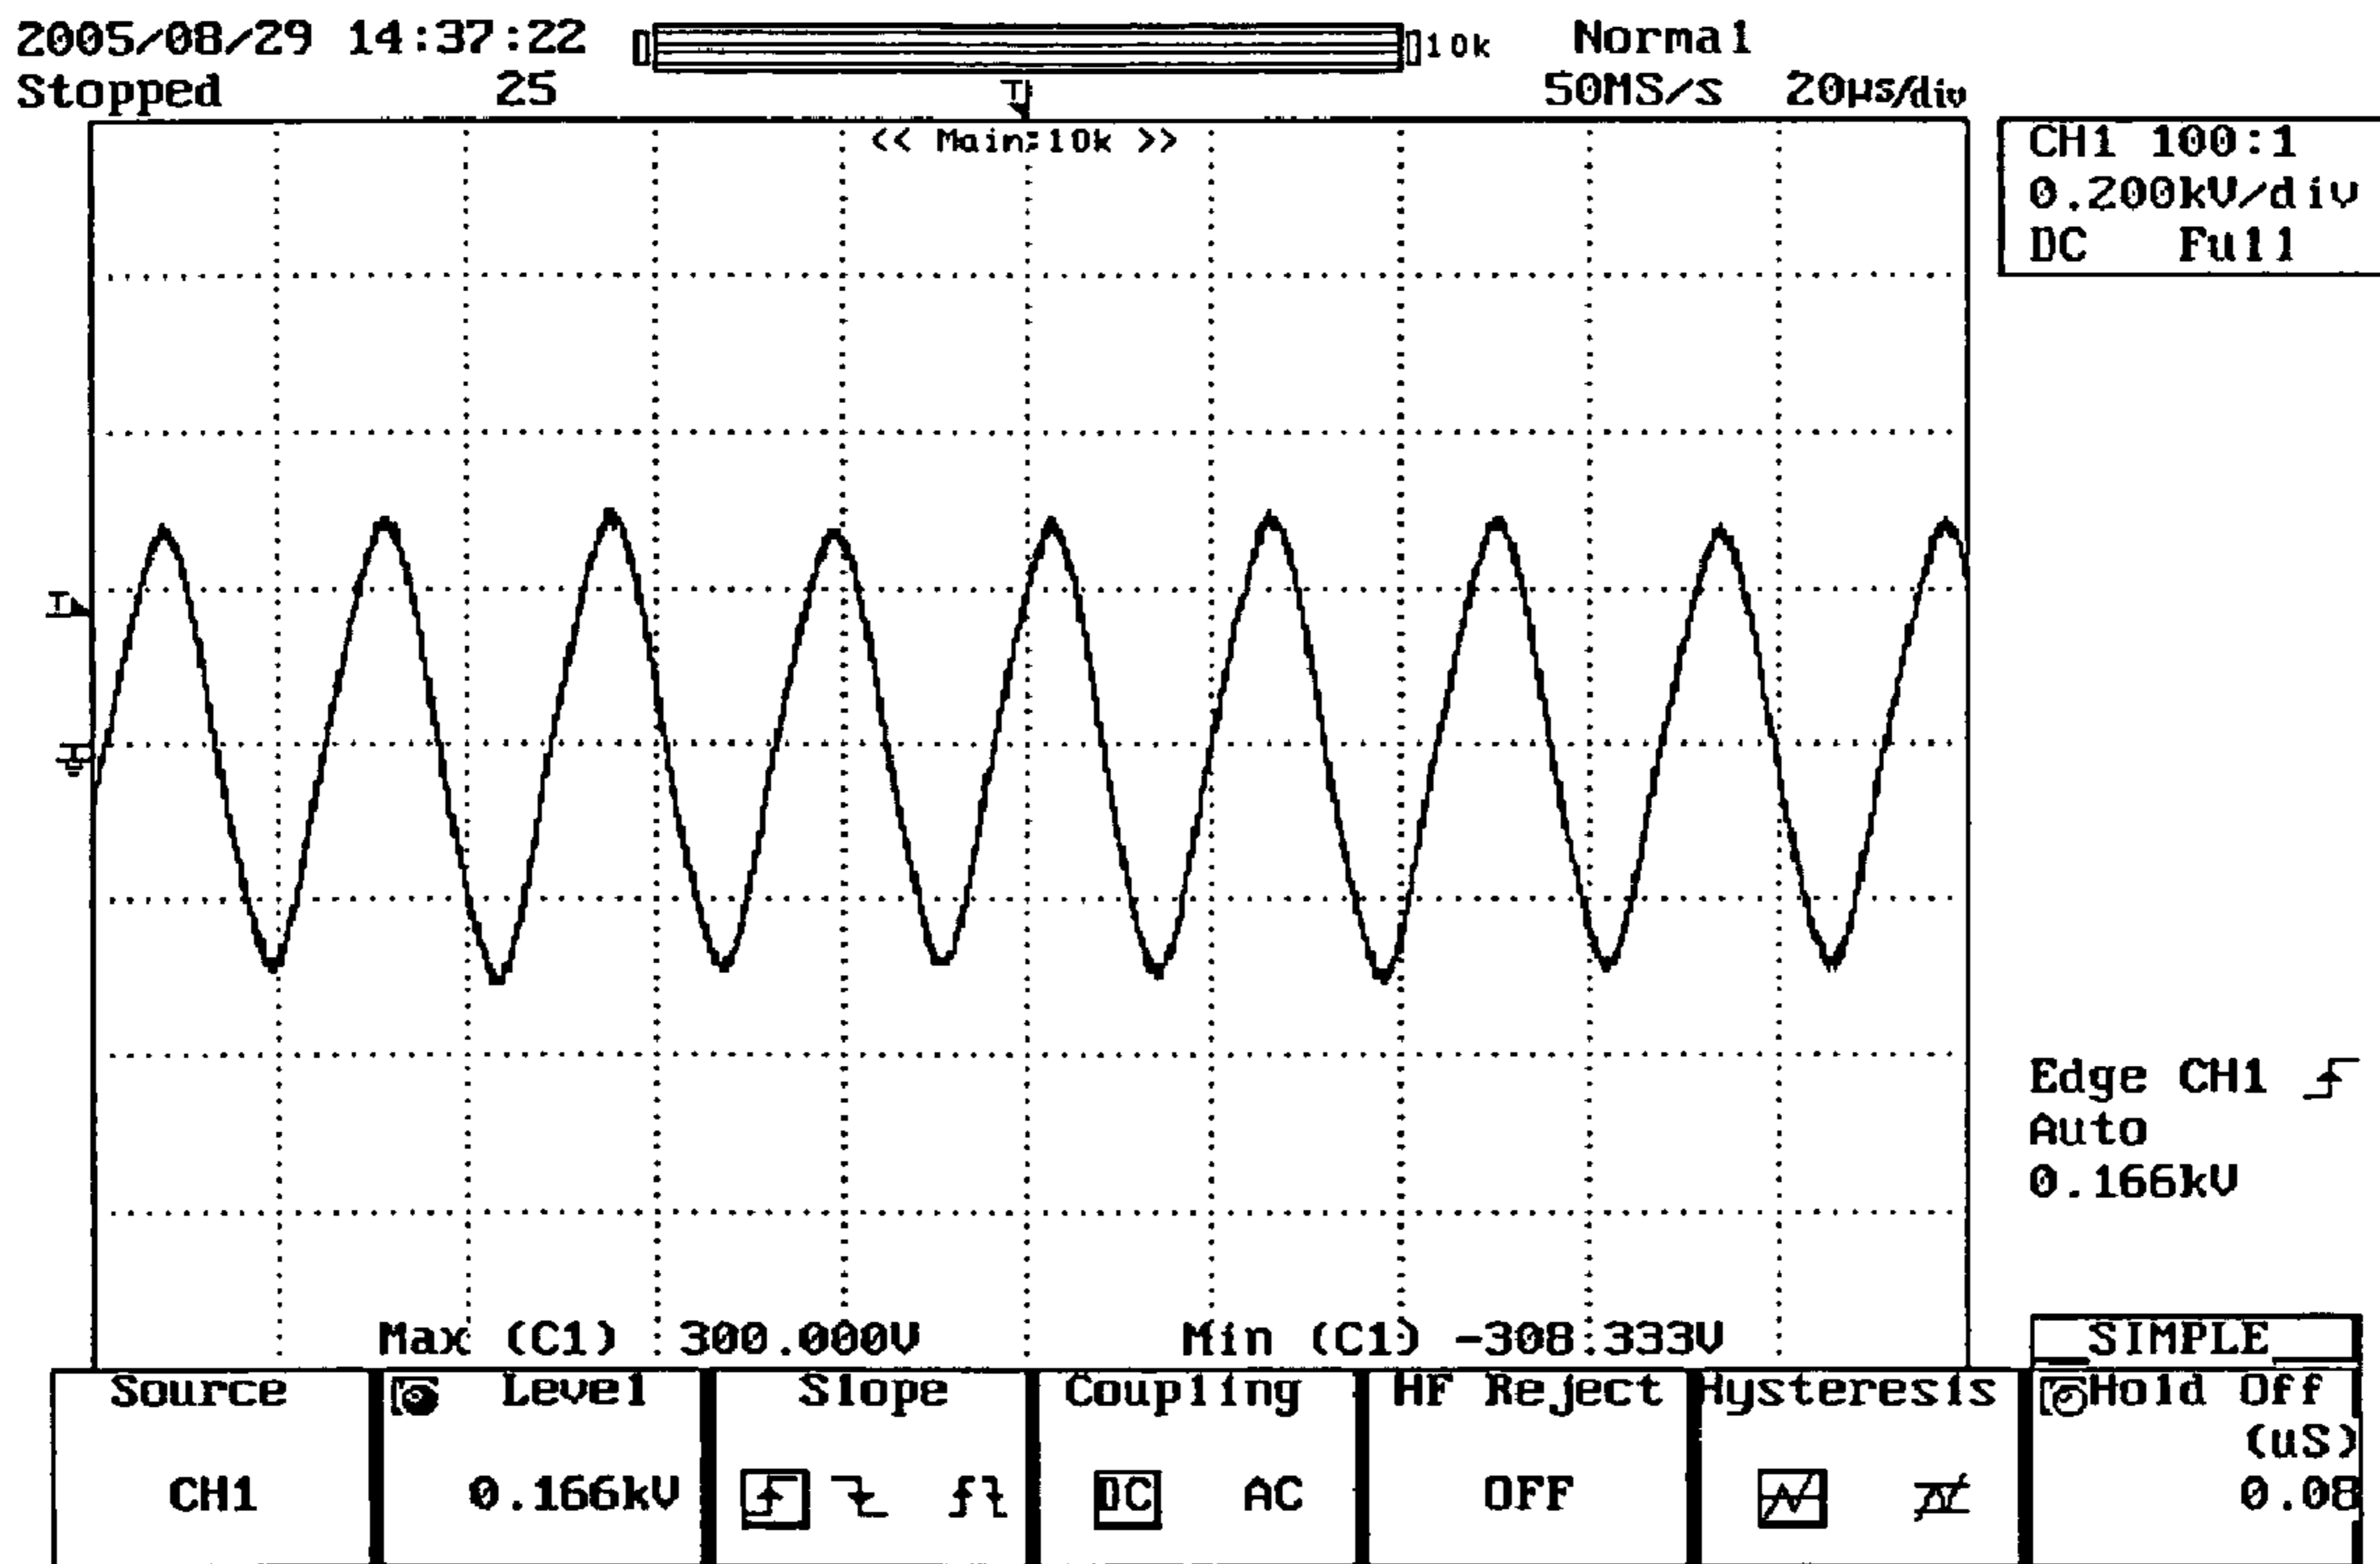 2005/08/29 14:37:22
Stopped 25
10k
Normal
50MS/s 20µs/div
T
<< Main:10k >>
CH1 100:1
0.200kV/div
DC Full
T
Edge CH1
Auto
0.166kV
Max (C1) 300.000V
Min (C1) -308.333V
SIMPLE
Source
CH1
Level
0.166kV
Slope
Coupling
DC AC
HF Reject
OFF
Hysteresis
Hold Off
(uS)
0.08